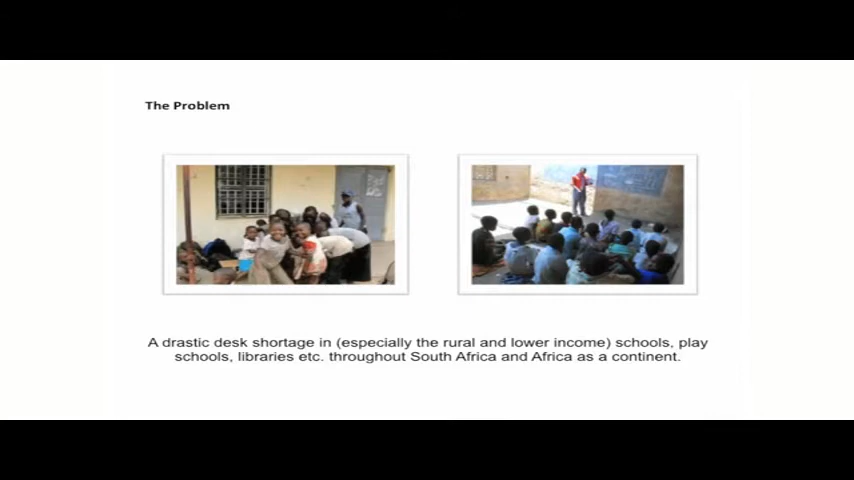 The Problem
A drastic desk shortage in (especially the rural and lower income) schools, play
schools, libraries etc. throughout South Africa and Africa as a continent.